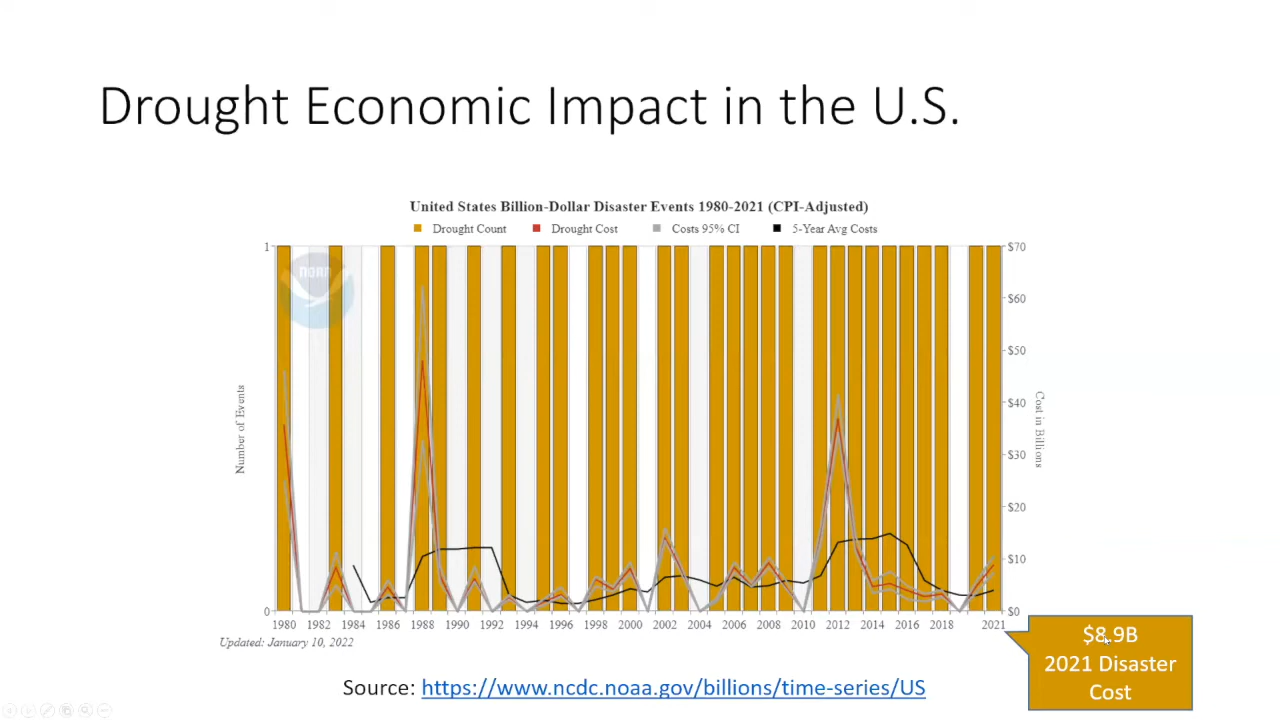 Drought Economic Impact in the U.S.
United States Billion-Dollar Disaster Events 1980-2021 (CPI-Adjusted)
Drought Count Drought Cost Costs 95% CI 5-Year Avg Costs
1
0
Number of Events
NOAA
$70
$60
$50
$40
$30
$20
$10
$0
Cost in Billions
1980 1982 1984 1986 1988 1990 1992 1994 1996 1998 2000 2002 2004 2006 2008 2010 2012 2014 2016 2018 2021
Updated: January 10, 2022
$8.9B
2021 Disaster
Cost
Source: https://www.ncdc.noaa.gov/billions/time-series/US